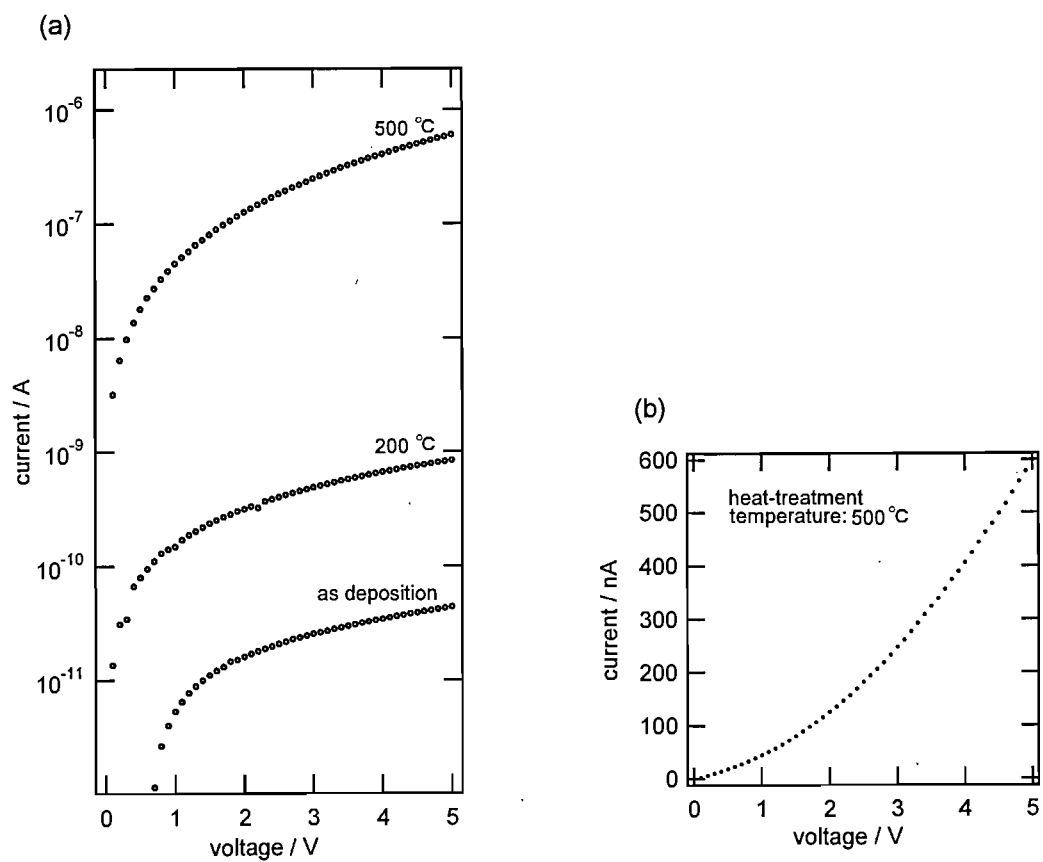 (a)
10^-6
500 °C
10^-7
10^-8
current / A
10^-9
200 °C
10^-10
as deposition
10^-11
0 1 2 3 4 5
voltage / V
(b)
600
heat-treatment
temperature: 500 °C
500
400
current / nA
300
200
100
0
0 1 2 3 4 5
voltage / V